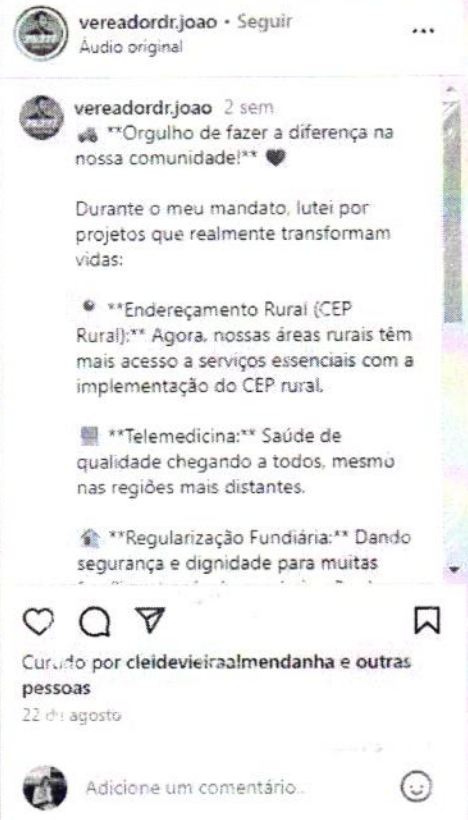 vereadordr.joao • Seguir
Áudio original
vereadordr.joao 2 sem
**Orgulho de fazer a diferença na
nossa comunidade!** 🖤
Durante o meu mandato, lutei por
projetos que realmente transformam
vidas:
**Endereçamento Rural (CEP
Rural):** Agora, nossas áreas rurais têm
mais acesso a serviços essenciais com a
implementação do CEP rural.
**Telemedicina:** Saúde de
qualidade chegando a todos, mesmo
nas regiões mais distantes.
🏠 **Regularização Fundiária:** Dando
segurança e dignidade para muitas
Curtido por cleidevieiraalmendanha e outras
pessoas
22 de agosto
Adicione um comentário...